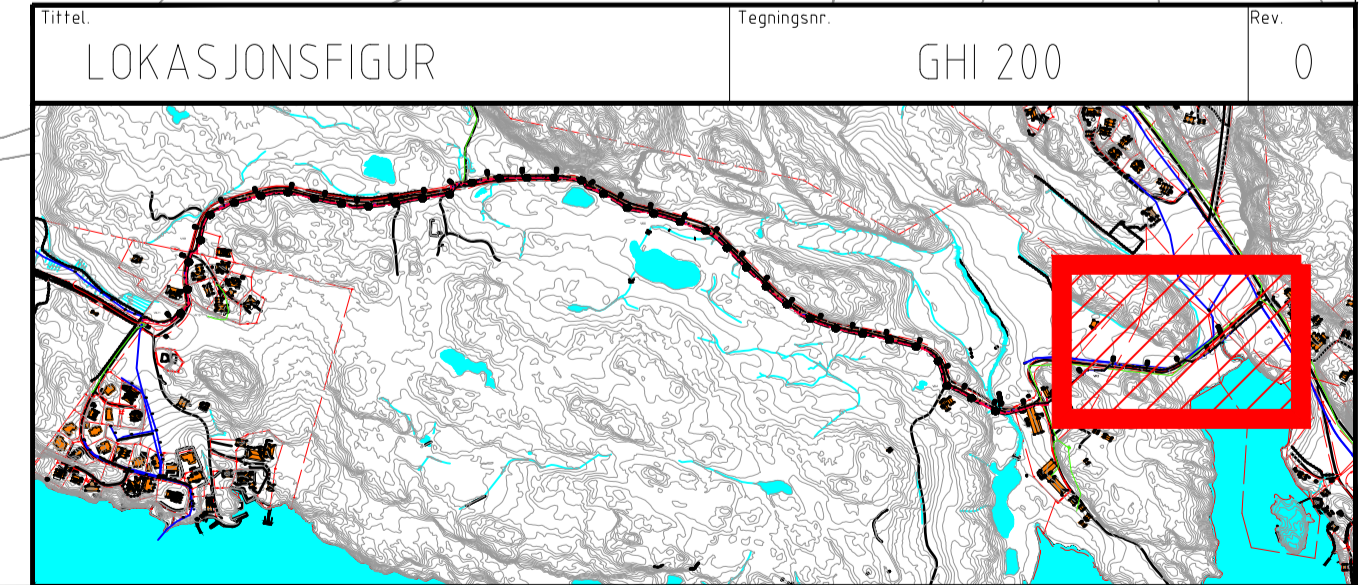 Tittel.
LOKASJONSFIGUR
Tegningsnr.
GHI 200
Rev.
0